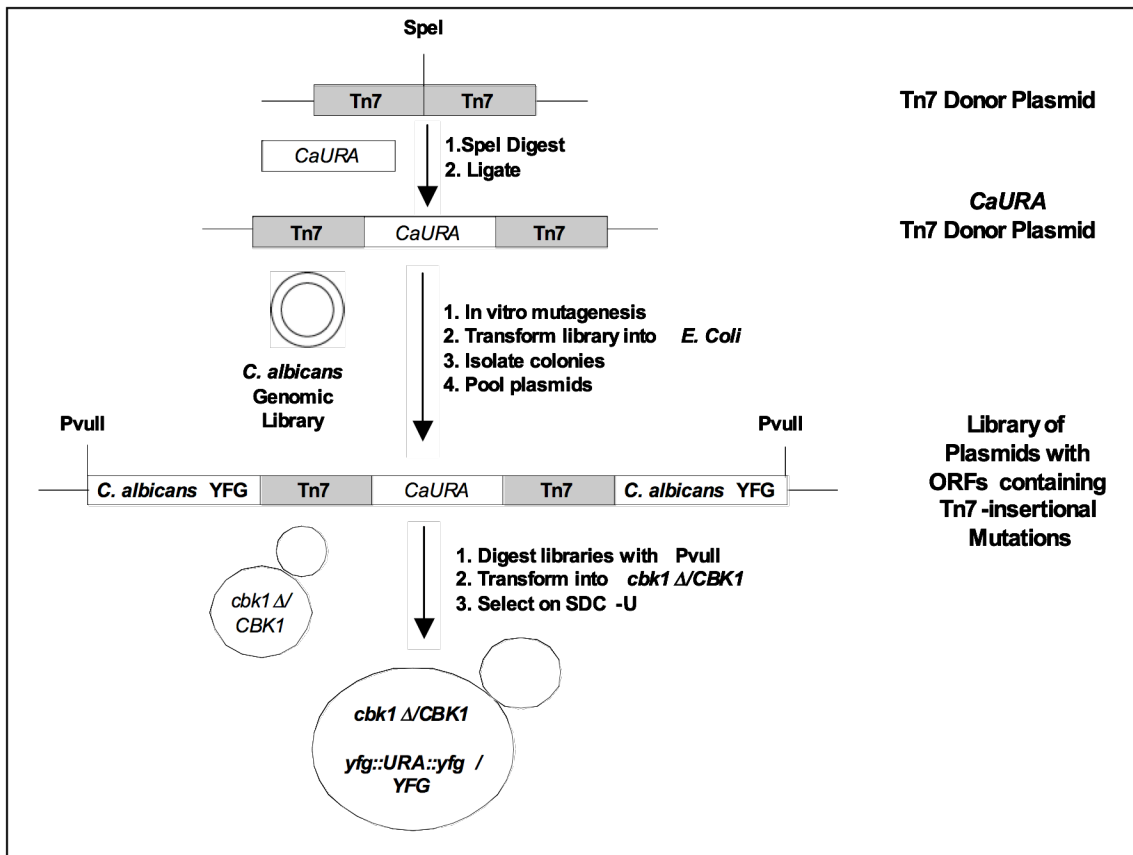 SpeI
Tn7 Tn7
Tn7 Donor Plasmid
CaURA
1.SpeI Digest
2. Ligate
CaURA
Tn7 Donor Plasmid
Tn7 CaURA Tn7
1. In vitro mutagenesis
2. Transform library into E. Coli
3. Isolate colonies
4. Pool plasmids
C. albicans
Genomic
Library
PvuII
PvuII
Library of
Plasmids with
ORFs containing
Tn7 -insertional
Mutations
C. albicans YFG Tn7 CaURA Tn7 C. albicans YFG
1. Digest libraries with PvuII
2. Transform into cbk1 Δ/CBK1
3. Select on SDC -U
cbk1 Δ/
CBK1
cbk1 Δ/CBK1
yfg::URA::yfg /
YFG